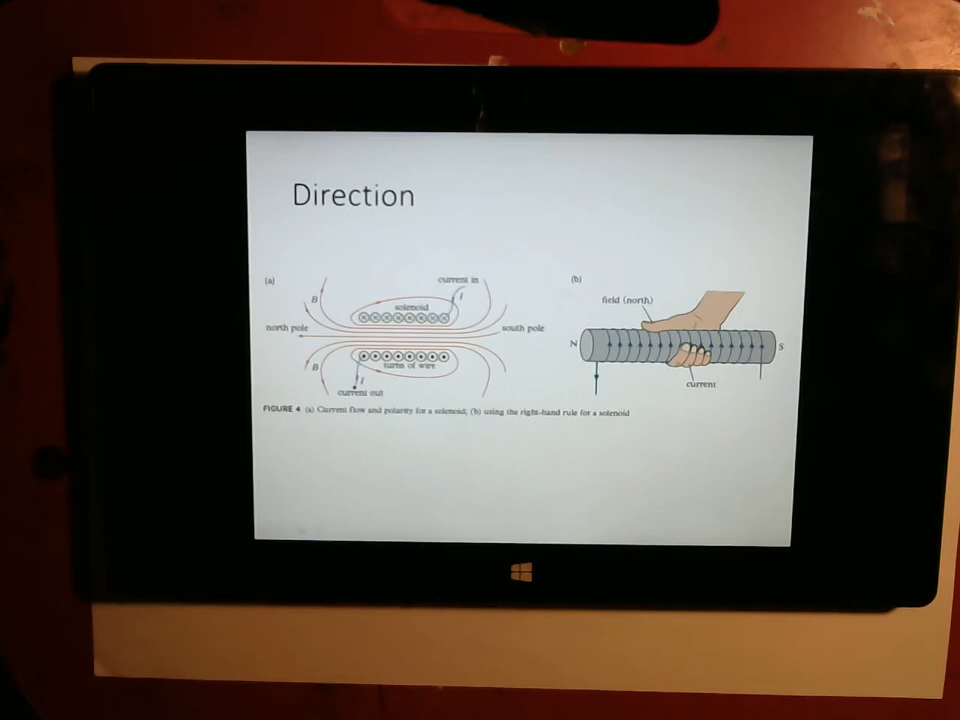 Direction
(a)
current in
B
I
solenoid
north pole
south pole
B
turns of wire
I
current out
(b)
field (north)
N
S
current
FIGURE 4 (a) Current flow and polarity for a solenoid; (b) using the right-hand rule for a solenoid